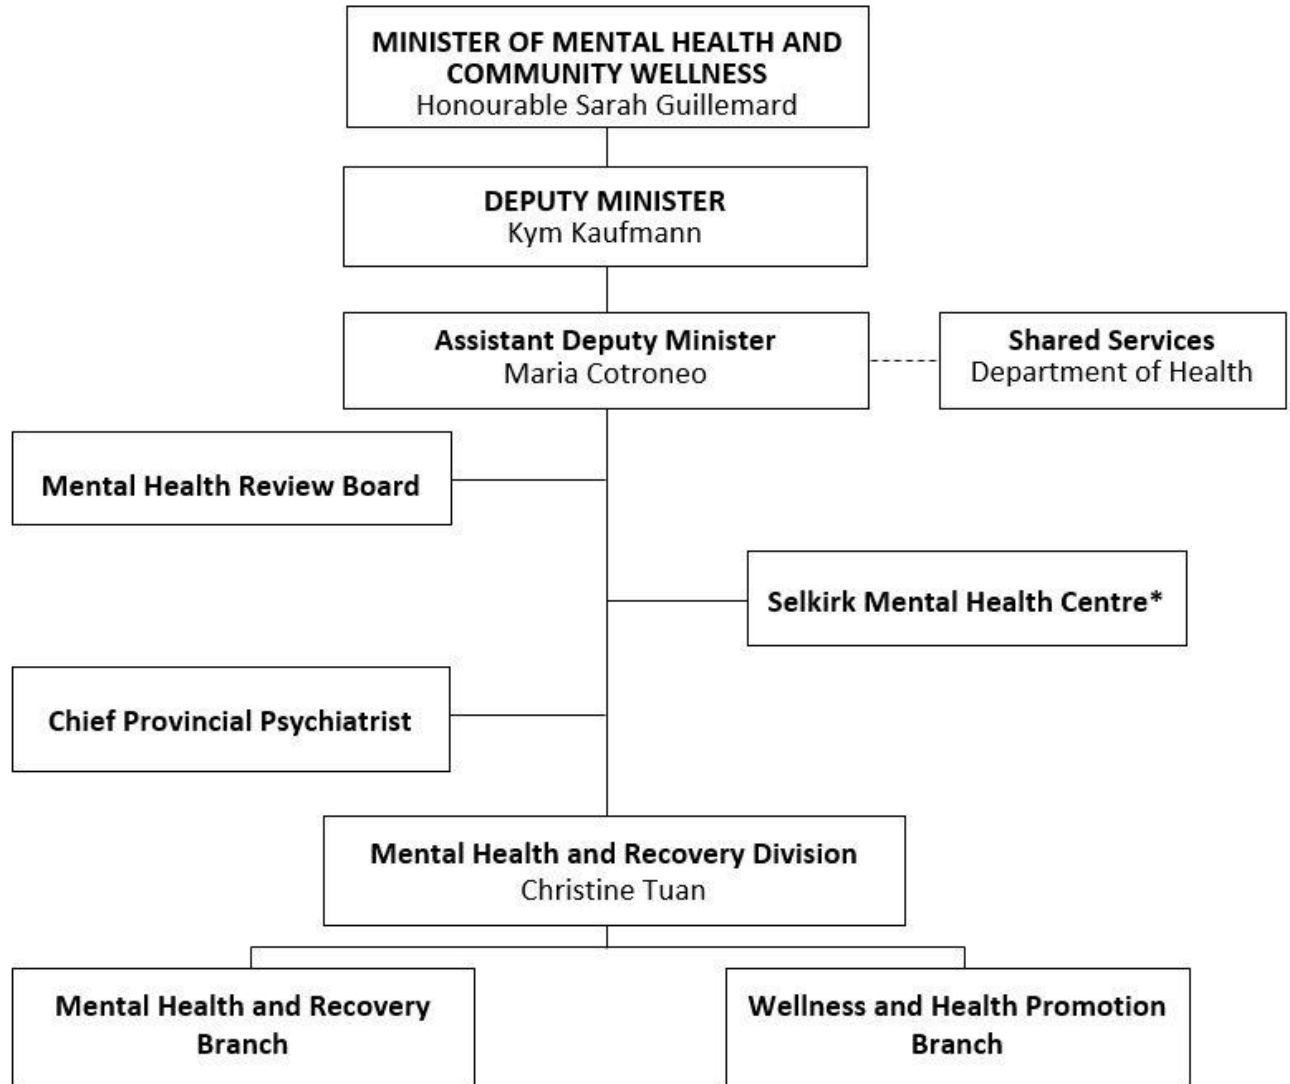 MINISTER OF MENTAL HEALTH AND
COMMUNITY WELLNESS
Honourable Sarah Guillemard
DEPUTY MINISTER
Kym Kaufmann
Assistant Deputy Minister
Maria Cotroneo
Shared Services
Department of Health
Mental Health Review Board
Selkirk Mental Health Centre*
Chief Provincial Psychiatrist
Mental Health and Recovery Division
Christine Tuan
Mental Health and Recovery
Branch
Wellness and Health Promotion
Branch